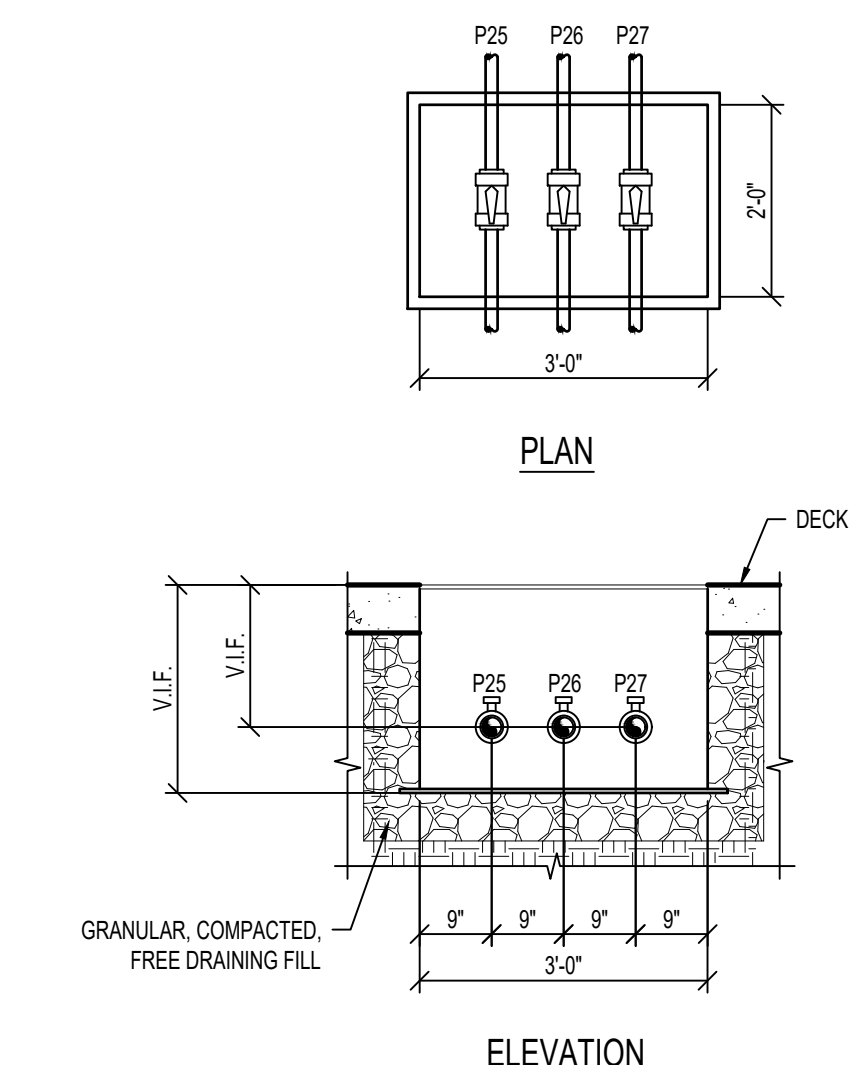 P25 P26 P27
2'-0"
3'-0"
PLAN
DECK
V.I.F.
V.I.F.
P25 P26 P27
GRANULAR, COMPACTED,
FREE DRAINING FILL
9" 9" 9" 9"
3'-0"
ELEVATION